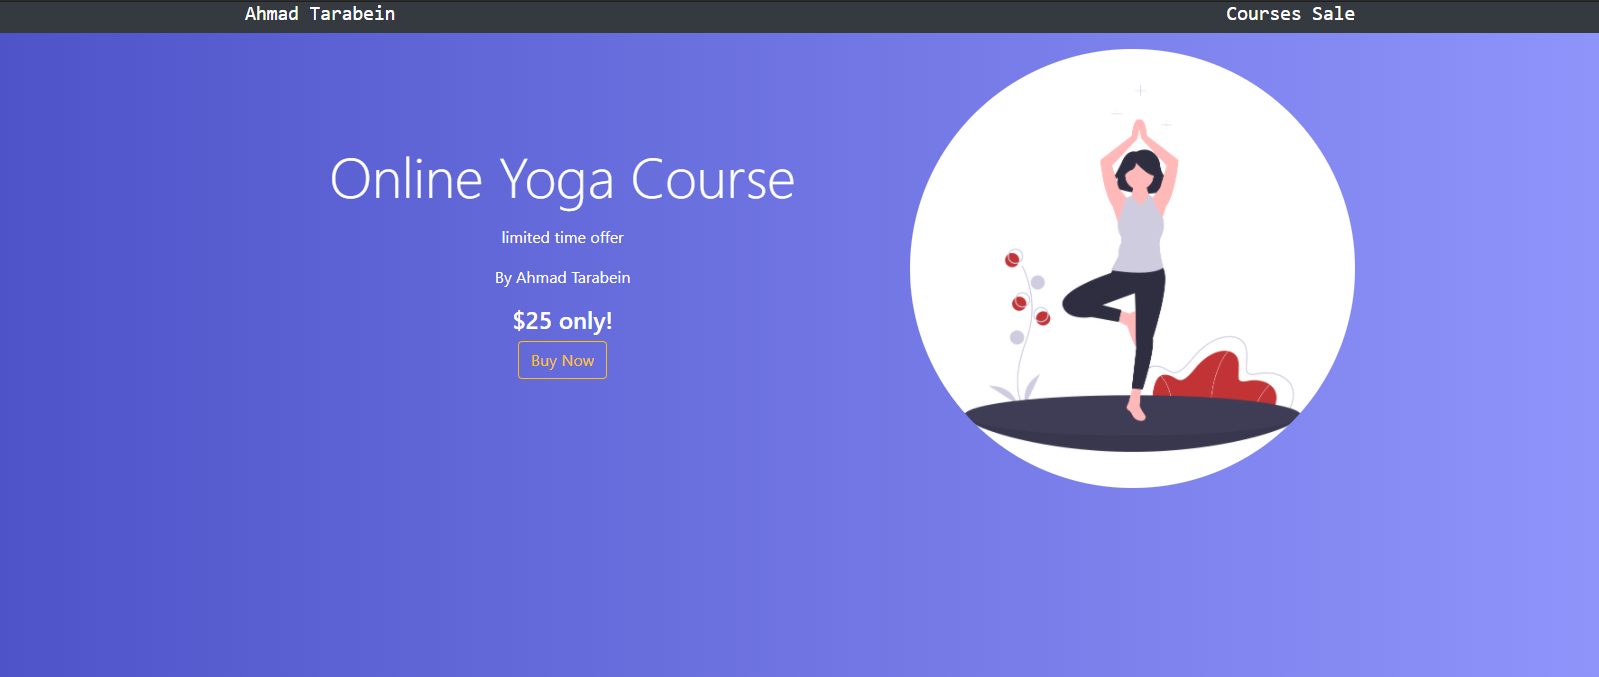 Ahmad Tarabein
Courses Sale
Online Yoga Course
limited time offer
By Ahmad Tarabein
$25 only!
Buy Now